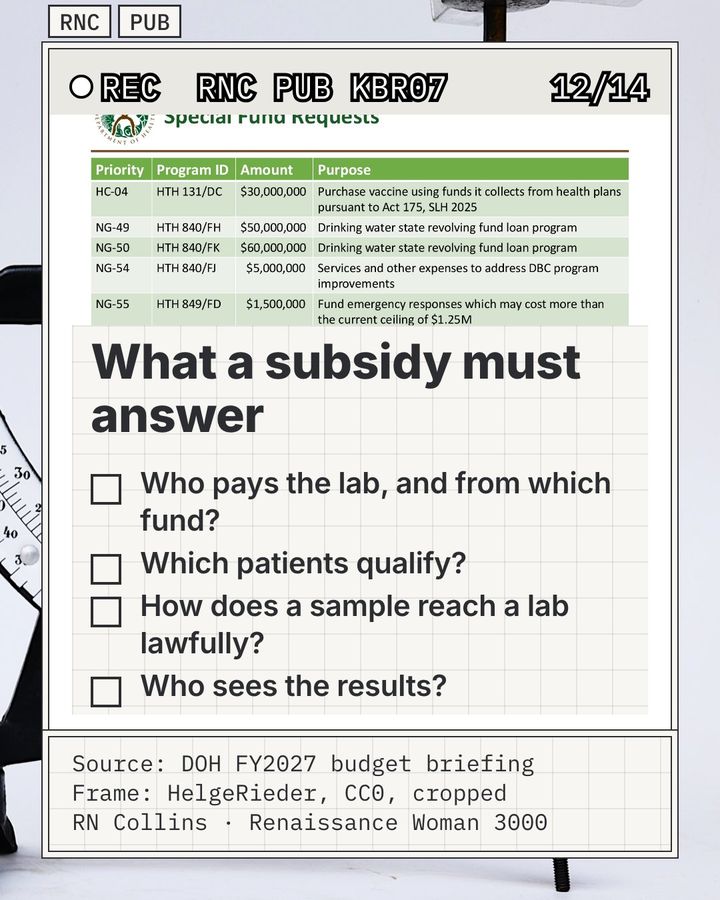 RNC PUB
REC RNC PUB KBR07 12/14
DEPARTMENT OF HEALTH
Special Fund Requests
Priority Program ID Amount Purpose
HC-04 HTH 131/DC $30,000,000 Purchase vaccine using funds it collects from health plans
pursuant to Act 175, SLH 2025
NG-49 HTH 840/FH $50,000,000 Drinking water state revolving fund loan program
NG-50 HTH 840/FK $60,000,000 Drinking water state revolving fund loan program
NG-54 HTH 840/FJ $5,000,000 Services and other expenses to address DBC program
improvements
NG-55 HTH 849/FD $1,500,000 Fund emergency responses which may cost more than
the current ceiling of $1.25M
What a subsidy must
answer
Who pays the lab, and from which
fund?
Which patients qualify?
How does a sample reach a lab
lawfully?
Who sees the results?
Source: DOH FY2027 budget briefing
Frame: HelgeRieder, CC0, cropped
RN Collins · Renaissance Woman 3000
30
40